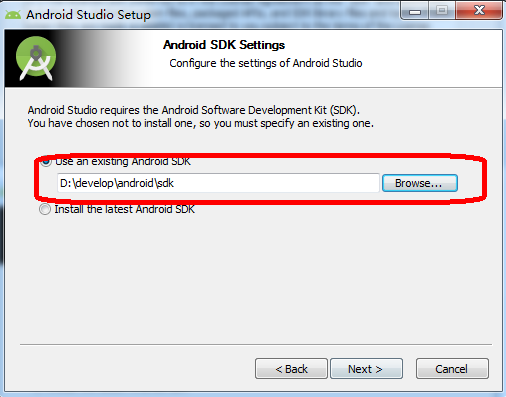 Android Studio Setup
Android SDK Settings
Configure the settings of Android Studio
Android Studio requires the Android Software Development Kit (SDK).
You have chosen not to install one, so you must specify an existing one.
Use an existing Android SDK
D:\develop\android\sdk
Browse...
Install the latest Android SDK
< Back
Next >
Cancel